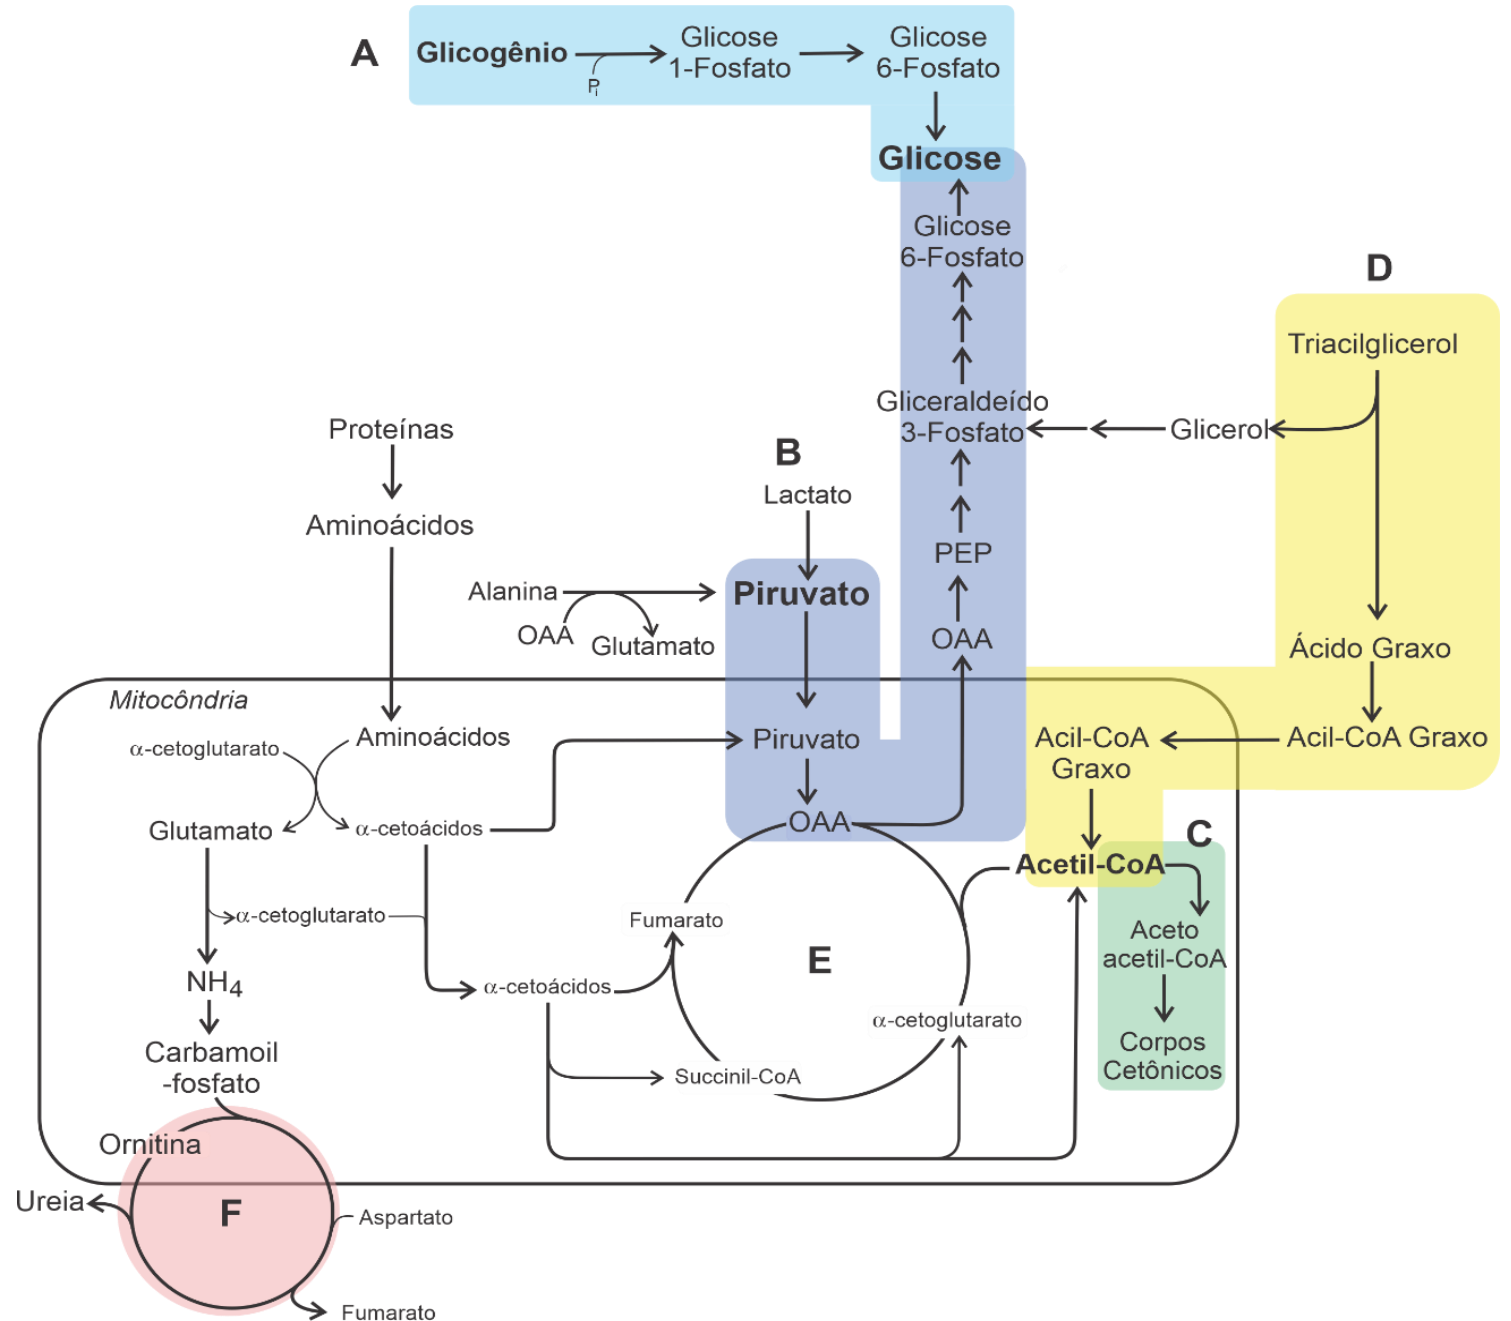 A
Glicogênio
Pi
Glicose
1-Fosfato
Glicose
6-Fosfato
Glicose
Glicose
6-Fosfato
D
Triacilglicerol
Gliceraldeído
3-Fosfato
Glicerol
Proteínas
B
Lactato
Aminoácidos
PEP
Alanina
Piruvato
OAA
Glutamato
OAA
Ácido Graxo
Mitocôndria
α-cetoglutarato
Aminoácidos
Piruvato
Acil-CoA
Graxo
Acil-CoA Graxo
Glutamato
α-cetoácidos
OAA
C
Acetil-CoA
α-cetoglutarato
Fumarato
E
Aceto
acetil-CoA
NH4
α-cetoácidos
α-cetoglutarato
Corpos
Cetônicos
Carbamoil
-fosfato
Succinil-CoA
Ornitina
Ureia
F
Aspartato
Fumarato